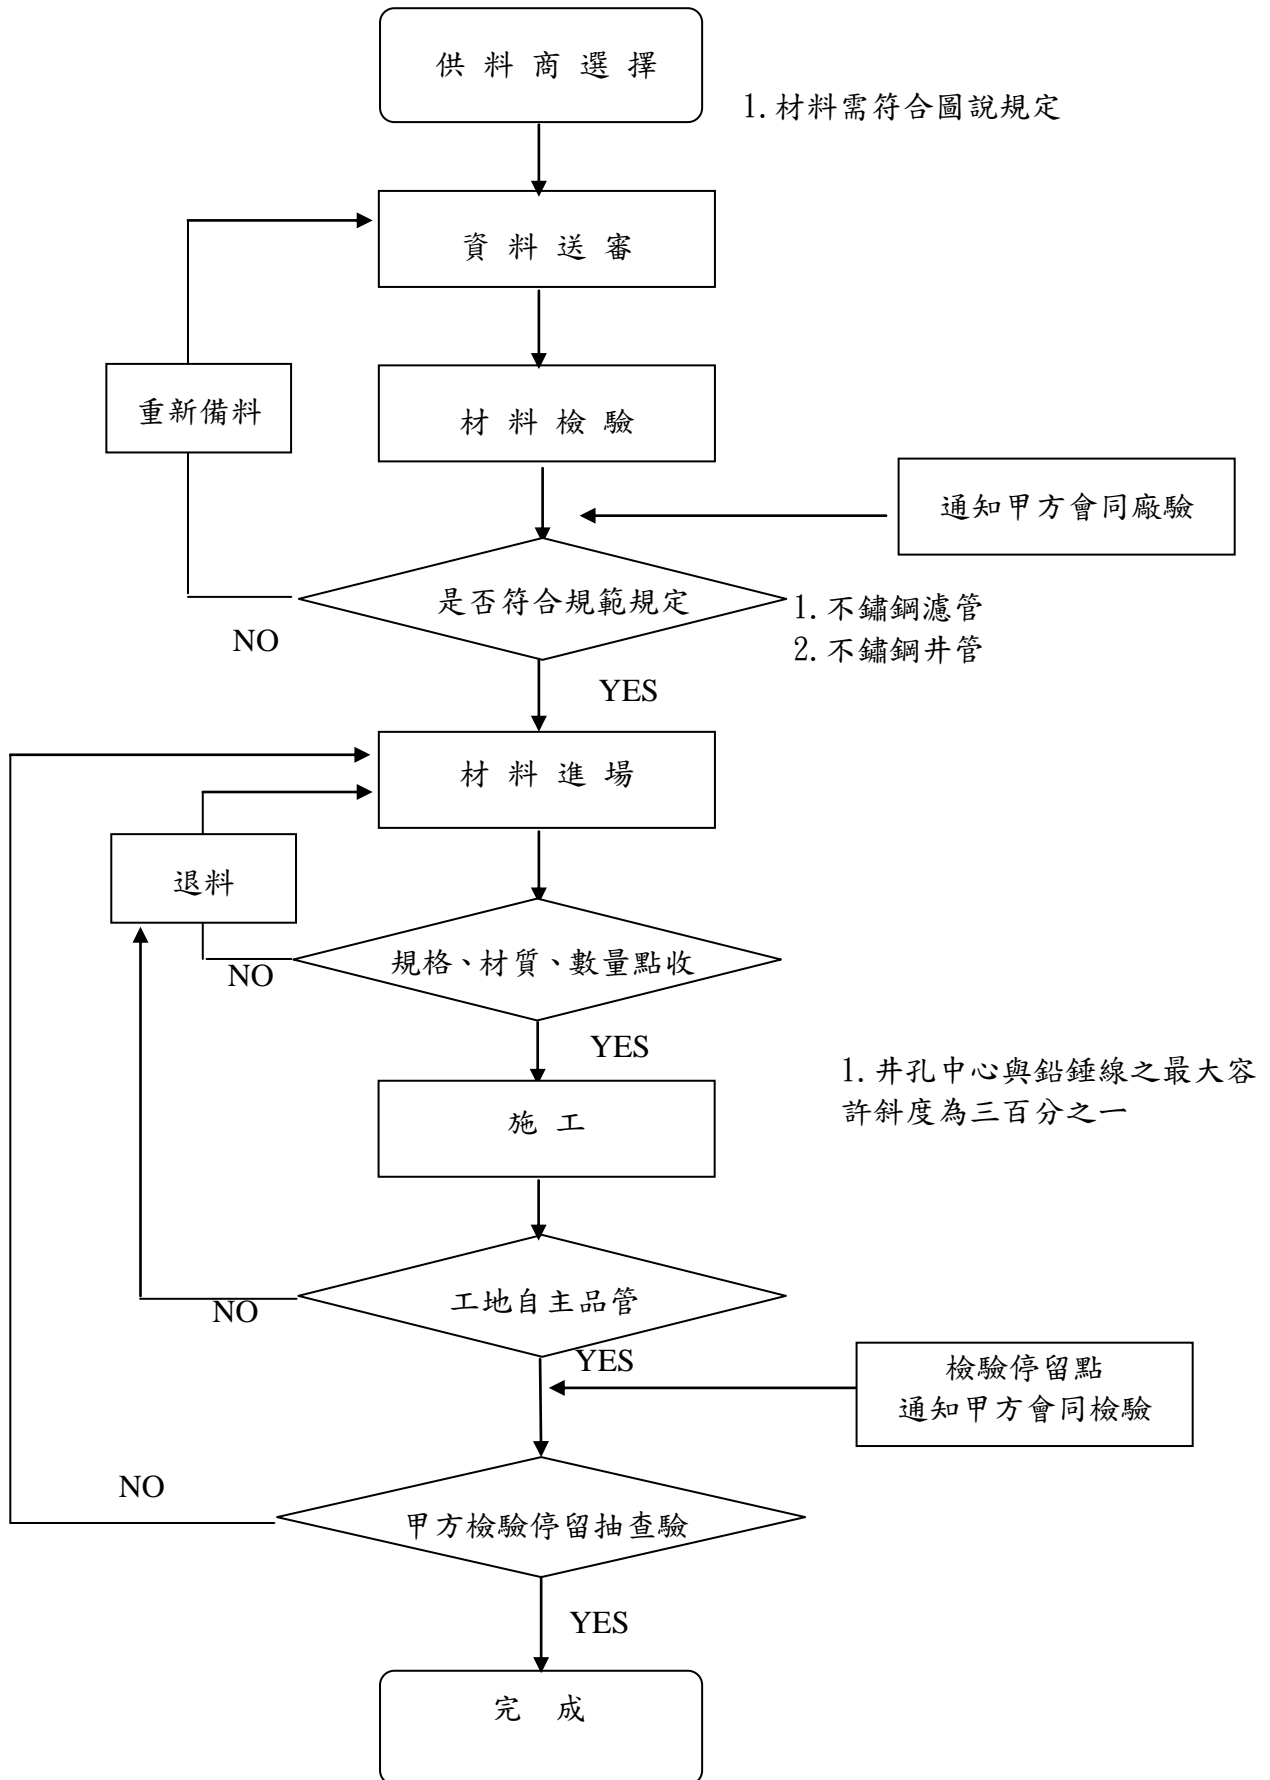 供 料 商 選 擇
1. 材料需符合圖說規定
資 料 送 審
重新備料
材 料 檢 驗
通知甲方會同廠驗
是否符合規範規定
1. 不鏽鋼濾管
2. 不鏽鋼井管
NO
YES
材 料 進 場
退料
規格、材質、數量點收
NO
YES
1. 井孔中心與鉛錘線之最大容
許斜度為三百分之一
施 工
工地自主品管
NO
YES
檢驗停留點
通知甲方會同檢驗
NO
甲方檢驗停留抽查驗
YES
完 成